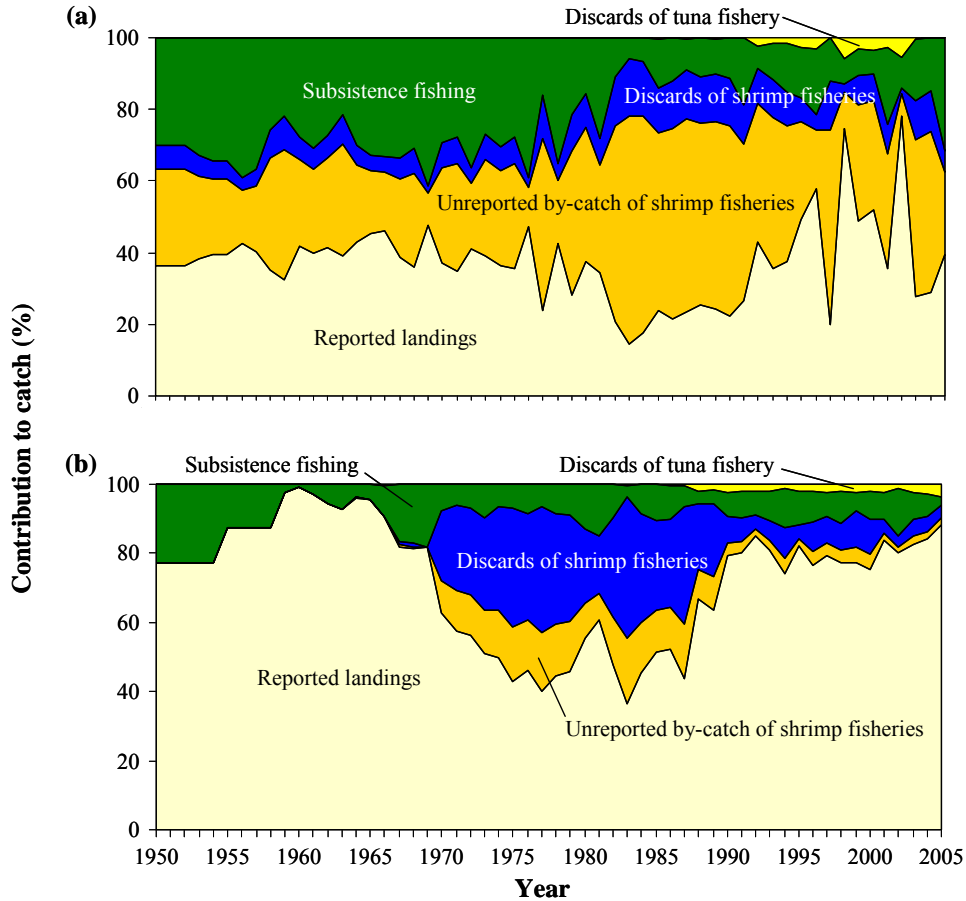 (a)
Discards of tuna fishery
100
80
60
40
20
0
Subsistence fishing
Discards of shrimp fisheries
Unreported by-catch of shrimp fisheries
Reported landings
Contribution to catch (%)
(b)
Subsistence fishing
Discards of tuna fishery
100
80
60
40
20
0
Discards of shrimp fisheries
Reported landings
Unreported by-catch of shrimp fisheries
1950 1955 1960 1965 1970 1975 1980 1985 1990 1995 2000 2005
Year